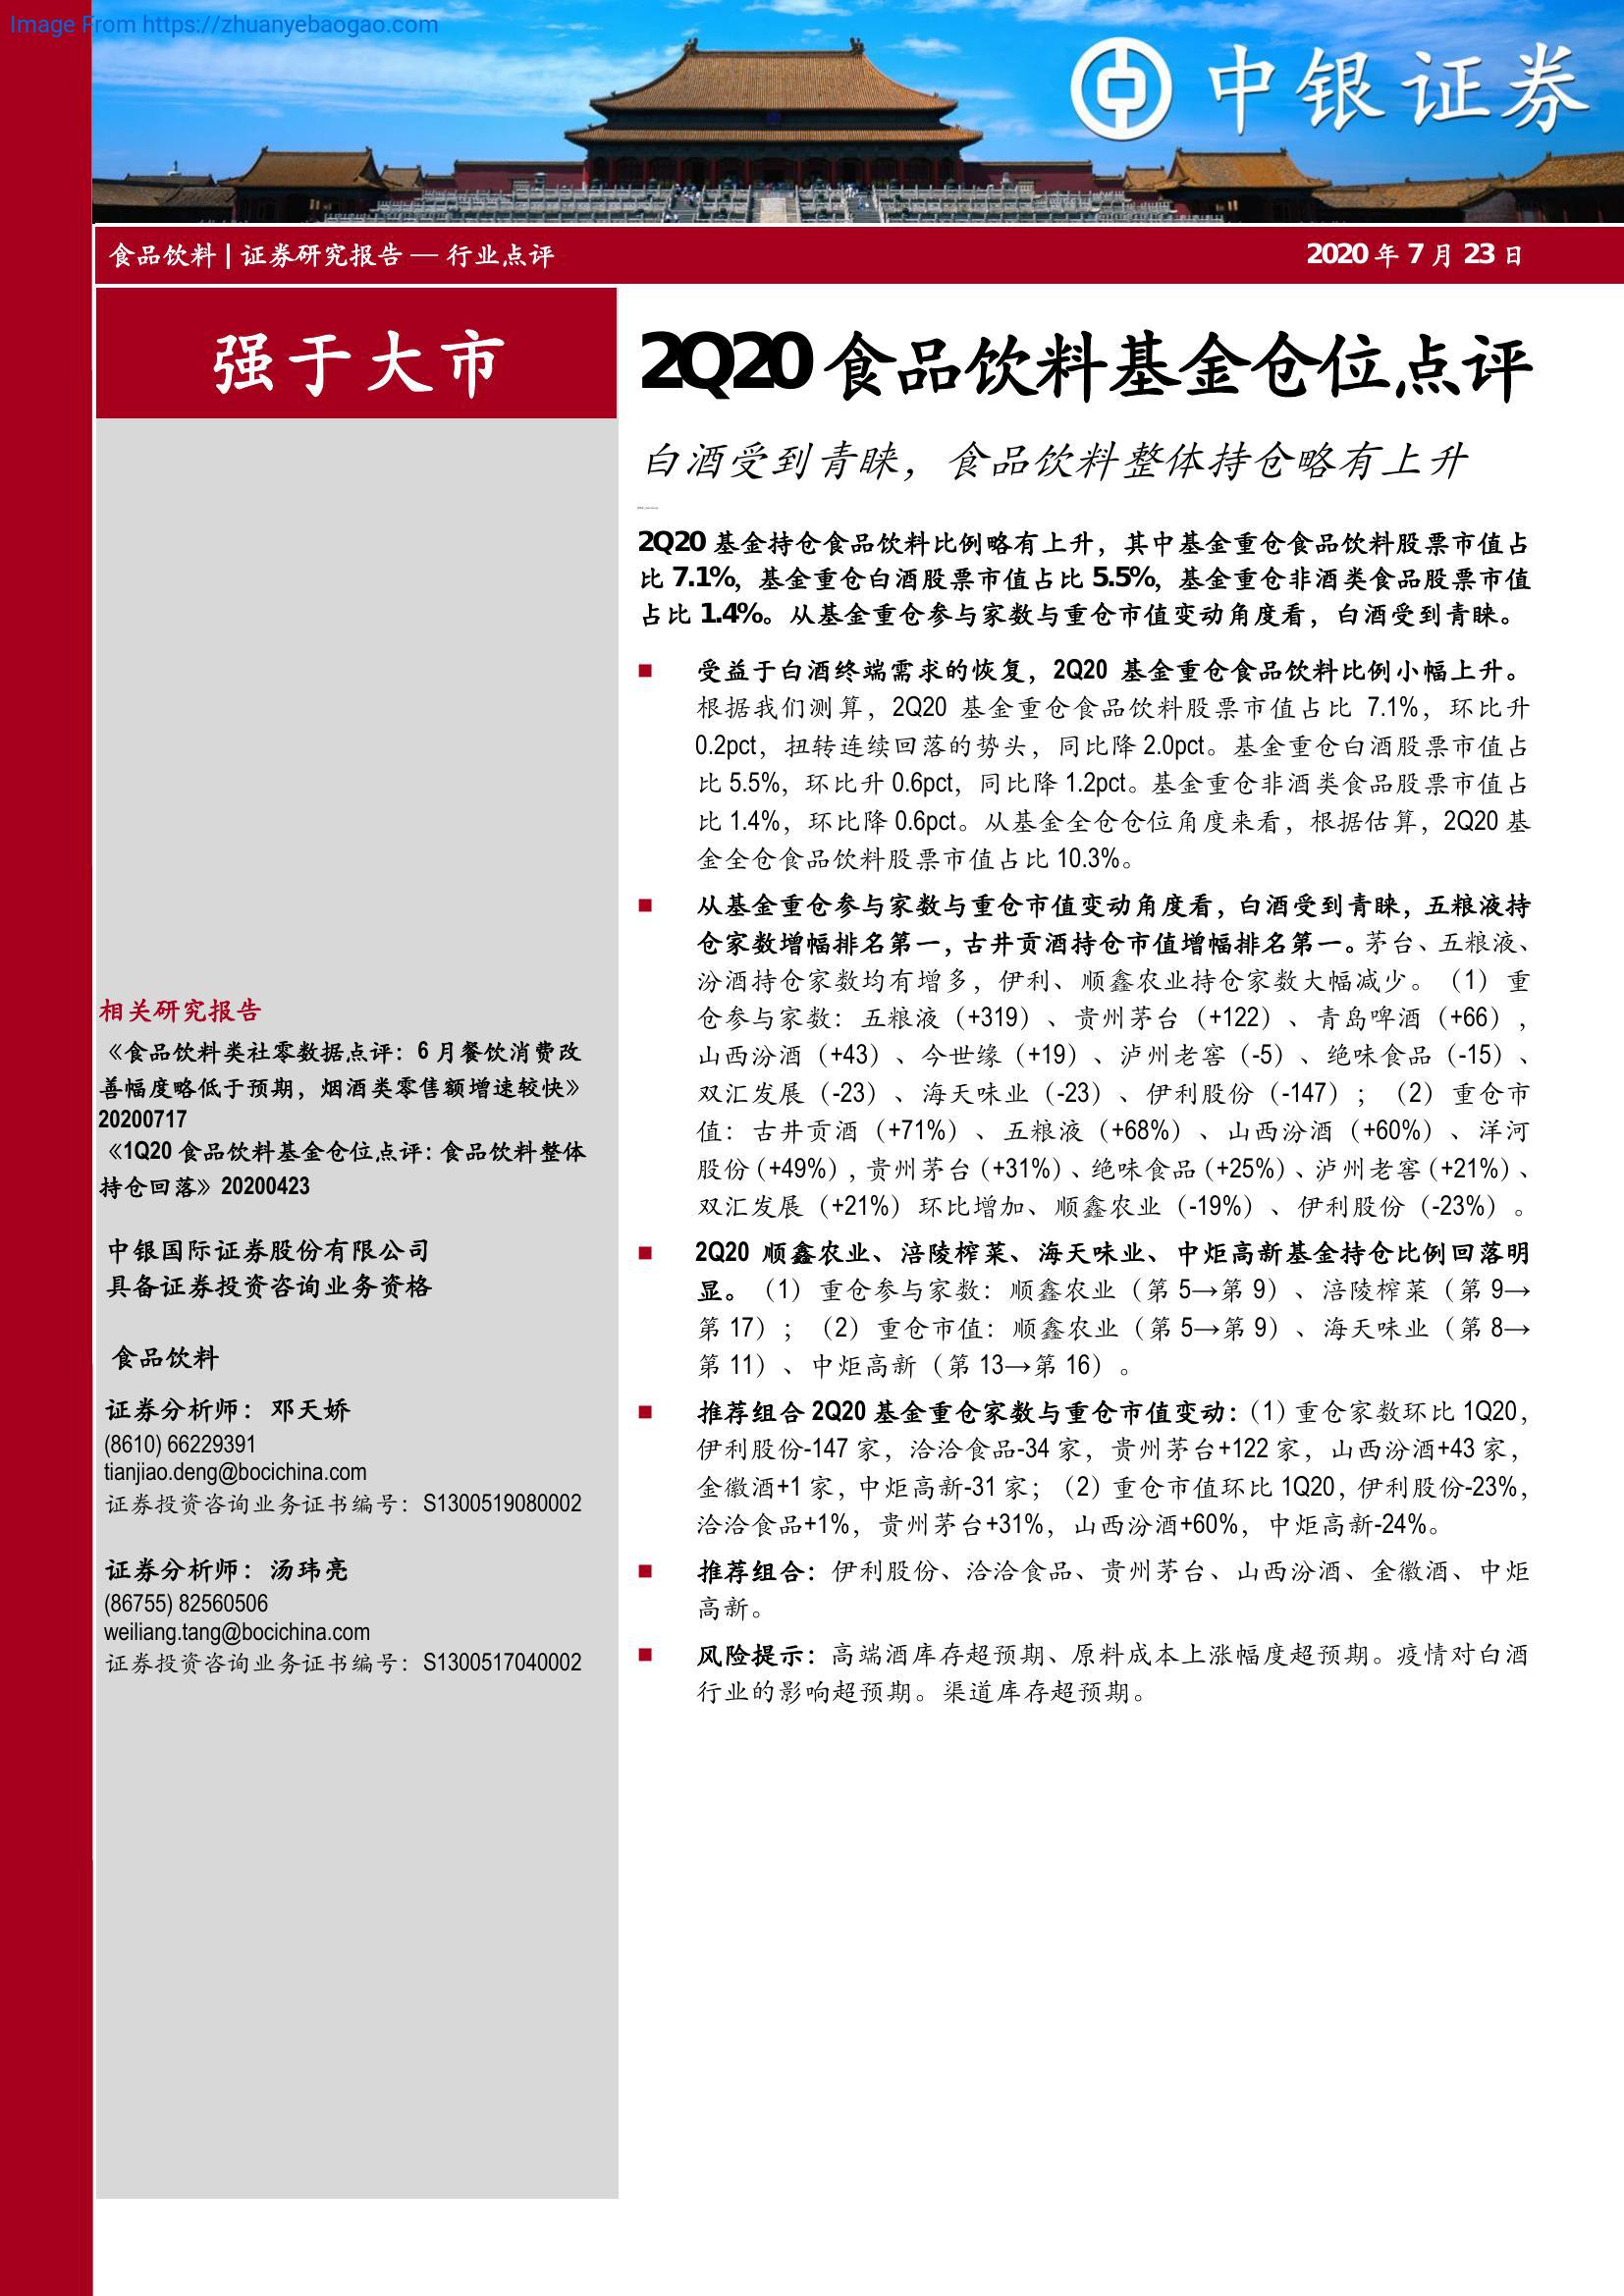 Image From https://zhuanyebaogao.com
中银证券
食品饮料 | 证券研究报告 — 行业点评
2020 年 7 月 23 日
强于大市
2Q20 食品饮料基金仓位点评
白酒受到青睐，食品饮料整体持仓略有上升
2Q20 基金持仓食品饮料比例略有上升，其中基金重仓食品饮料股票市值占
比 7.1%，基金重仓白酒股票市值占比 5.5%，基金重仓非酒类食品股票市值
占比 1.4%。从基金重仓参与家数与重仓市值变动角度看，白酒受到青睐。
■ 受益于白酒终端需求的恢复，2Q20 基金重仓食品饮料比例小幅上升。
根据我们测算，2Q20 基金重仓食品饮料股票市值占比 7.1%，环比升
0.2pct，扭转连续回落的势头，同比降 2.0pct。基金重仓白酒股票市值占
比 5.5%，环比升 0.6pct，同比降 1.2pct。基金重仓非酒类食品股票市值占
比 1.4%，环比降 0.6pct。从基金全仓仓位角度来看，根据估算，2Q20 基
金全仓食品饮料股票市值占比 10.3%。
■ 从基金重仓参与家数与重仓市值变动角度看，白酒受到青睐，五粮液持
仓家数增幅排名第一，古井贡酒持仓市值增幅排名第一。茅台、五粮液、
汾酒持仓家数均有增多，伊利、顺鑫农业持仓家数大幅减少。（1）重
仓参与家数：五粮液（+319）、贵州茅台（+122）、青岛啤酒（+66），
山西汾酒（+43）、今世缘（+19）、泸州老窖（-5）、绝味食品（-15）、
双汇发展（-23）、海天味业（-23）、伊利股份（-147）；（2）重仓市
值：古井贡酒（+71%）、五粮液（+68%）、山西汾酒（+60%）、洋河
股份（+49%），贵州茅台（+31%）、绝味食品（+25%）、泸州老窖（+21%）、
双汇发展（+21%）环比增加、顺鑫农业（-19%）、伊利股份（-23%）。
■ 2Q20 顺鑫农业、涪陵榨菜、海天味业、中炬高新基金持仓比例回落明
显。（1）重仓参与家数：顺鑫农业（第 5→第 9）、涪陵榨菜（第 9→
第 17）；（2）重仓市值：顺鑫农业（第 5→第 9）、海天味业（第 8→
第 11）、中炬高新（第 13→第 16）。
■ 推荐组合 2Q20 基金重仓家数与重仓市值变动：（1）重仓家数环比 1Q20，
伊利股份-147 家，洽洽食品-34 家，贵州茅台+122 家，山西汾酒+43 家，
金徽酒+1 家，中炬高新-31 家；（2）重仓市值环比 1Q20，伊利股份-23%，
洽洽食品+1%，贵州茅台+31%，山西汾酒+60%，中炬高新-24%。
■ 推荐组合：伊利股份、洽洽食品、贵州茅台、山西汾酒、金徽酒、中炬
高新。
■ 风险提示：高端酒库存超预期、原料成本上涨幅度超预期。疫情对白酒
行业的影响超预期。渠道库存超预期。
相关研究报告
《食品饮料类社零数据点评：6 月餐饮消费改
善幅度略低于预期，烟酒类零售额增速较快》
20200717
《1Q20 食品饮料基金仓位点评：食品饮料整体
持仓回落》20200423
中银国际证券股份有限公司
具备证券投资咨询业务资格
食品饮料
证券分析师：邓天娇
(8610) 66229391
tianjiao.deng@bocichina.com
证券投资咨询业务证书编号：S1300519080002
证券分析师：汤玮亮
(86755) 82560506
weiliang.tang@bocichina.com
证券投资咨询业务证书编号：S1300517040002